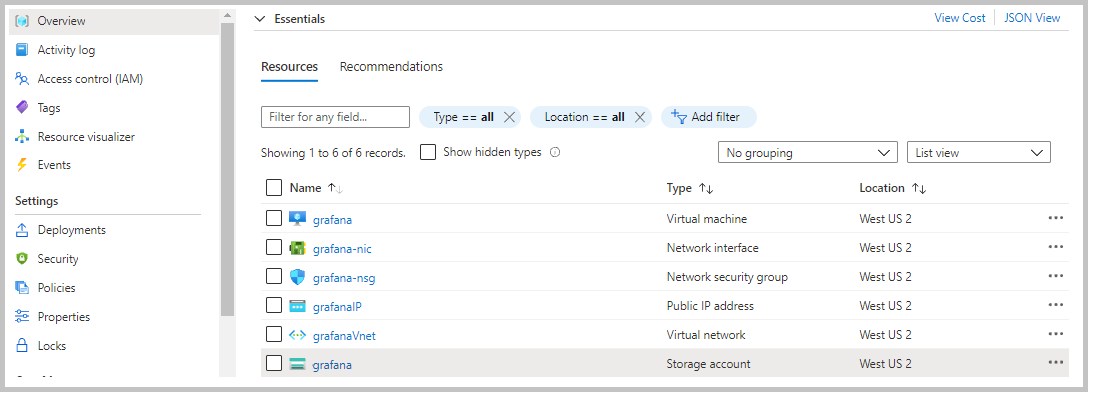 Overview
Activity log
Access control (IAM)
Tags
Resource visualizer
Events
Settings
Deployments
Security
Policies
Properties
Locks
Essentials
View Cost
JSON View
Resources
Recommendations
Filter for any field...
Type == all
Location == all
Add filter
Showing 1 to 6 of 6 records.
Show hidden types
No grouping
List view
Name Type Location
grafana Virtual machine West US 2
grafana-nic Network interface West US 2
grafana-nsg Network security group West US 2
grafanaIP Public IP address West US 2
grafanaVnet Virtual network West US 2
grafana Storage account West US 2